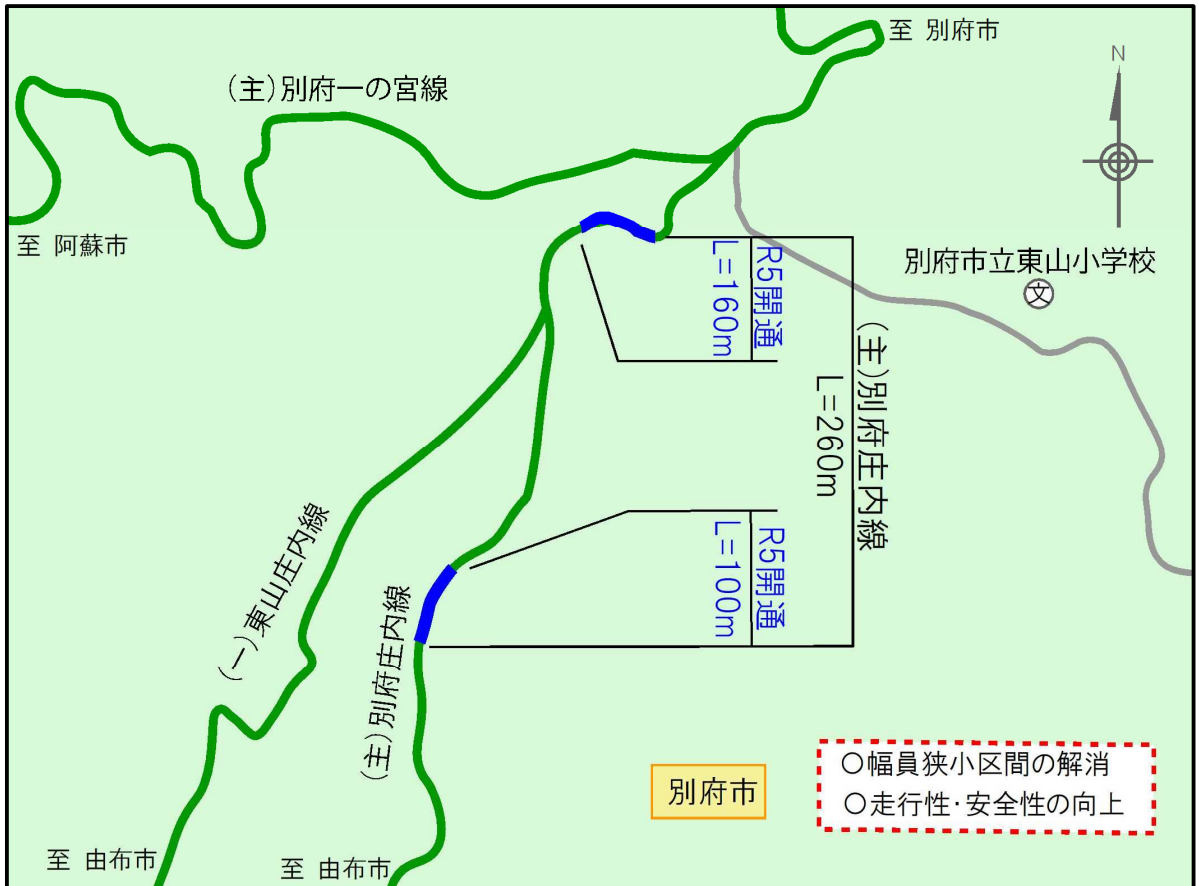 至 別府市
N
(主)別府一の宮線
至 阿蘇市
別府市立東山小学校
文
R5開通
L=160m
(主)別府庄内線
L=260m
R5開通
L=100m
(一)東山庄内線
(主)別府庄内線
別府市
○幅員狭小区間の解消
○走行性・安全性の向上
至 由布市
至 由布市